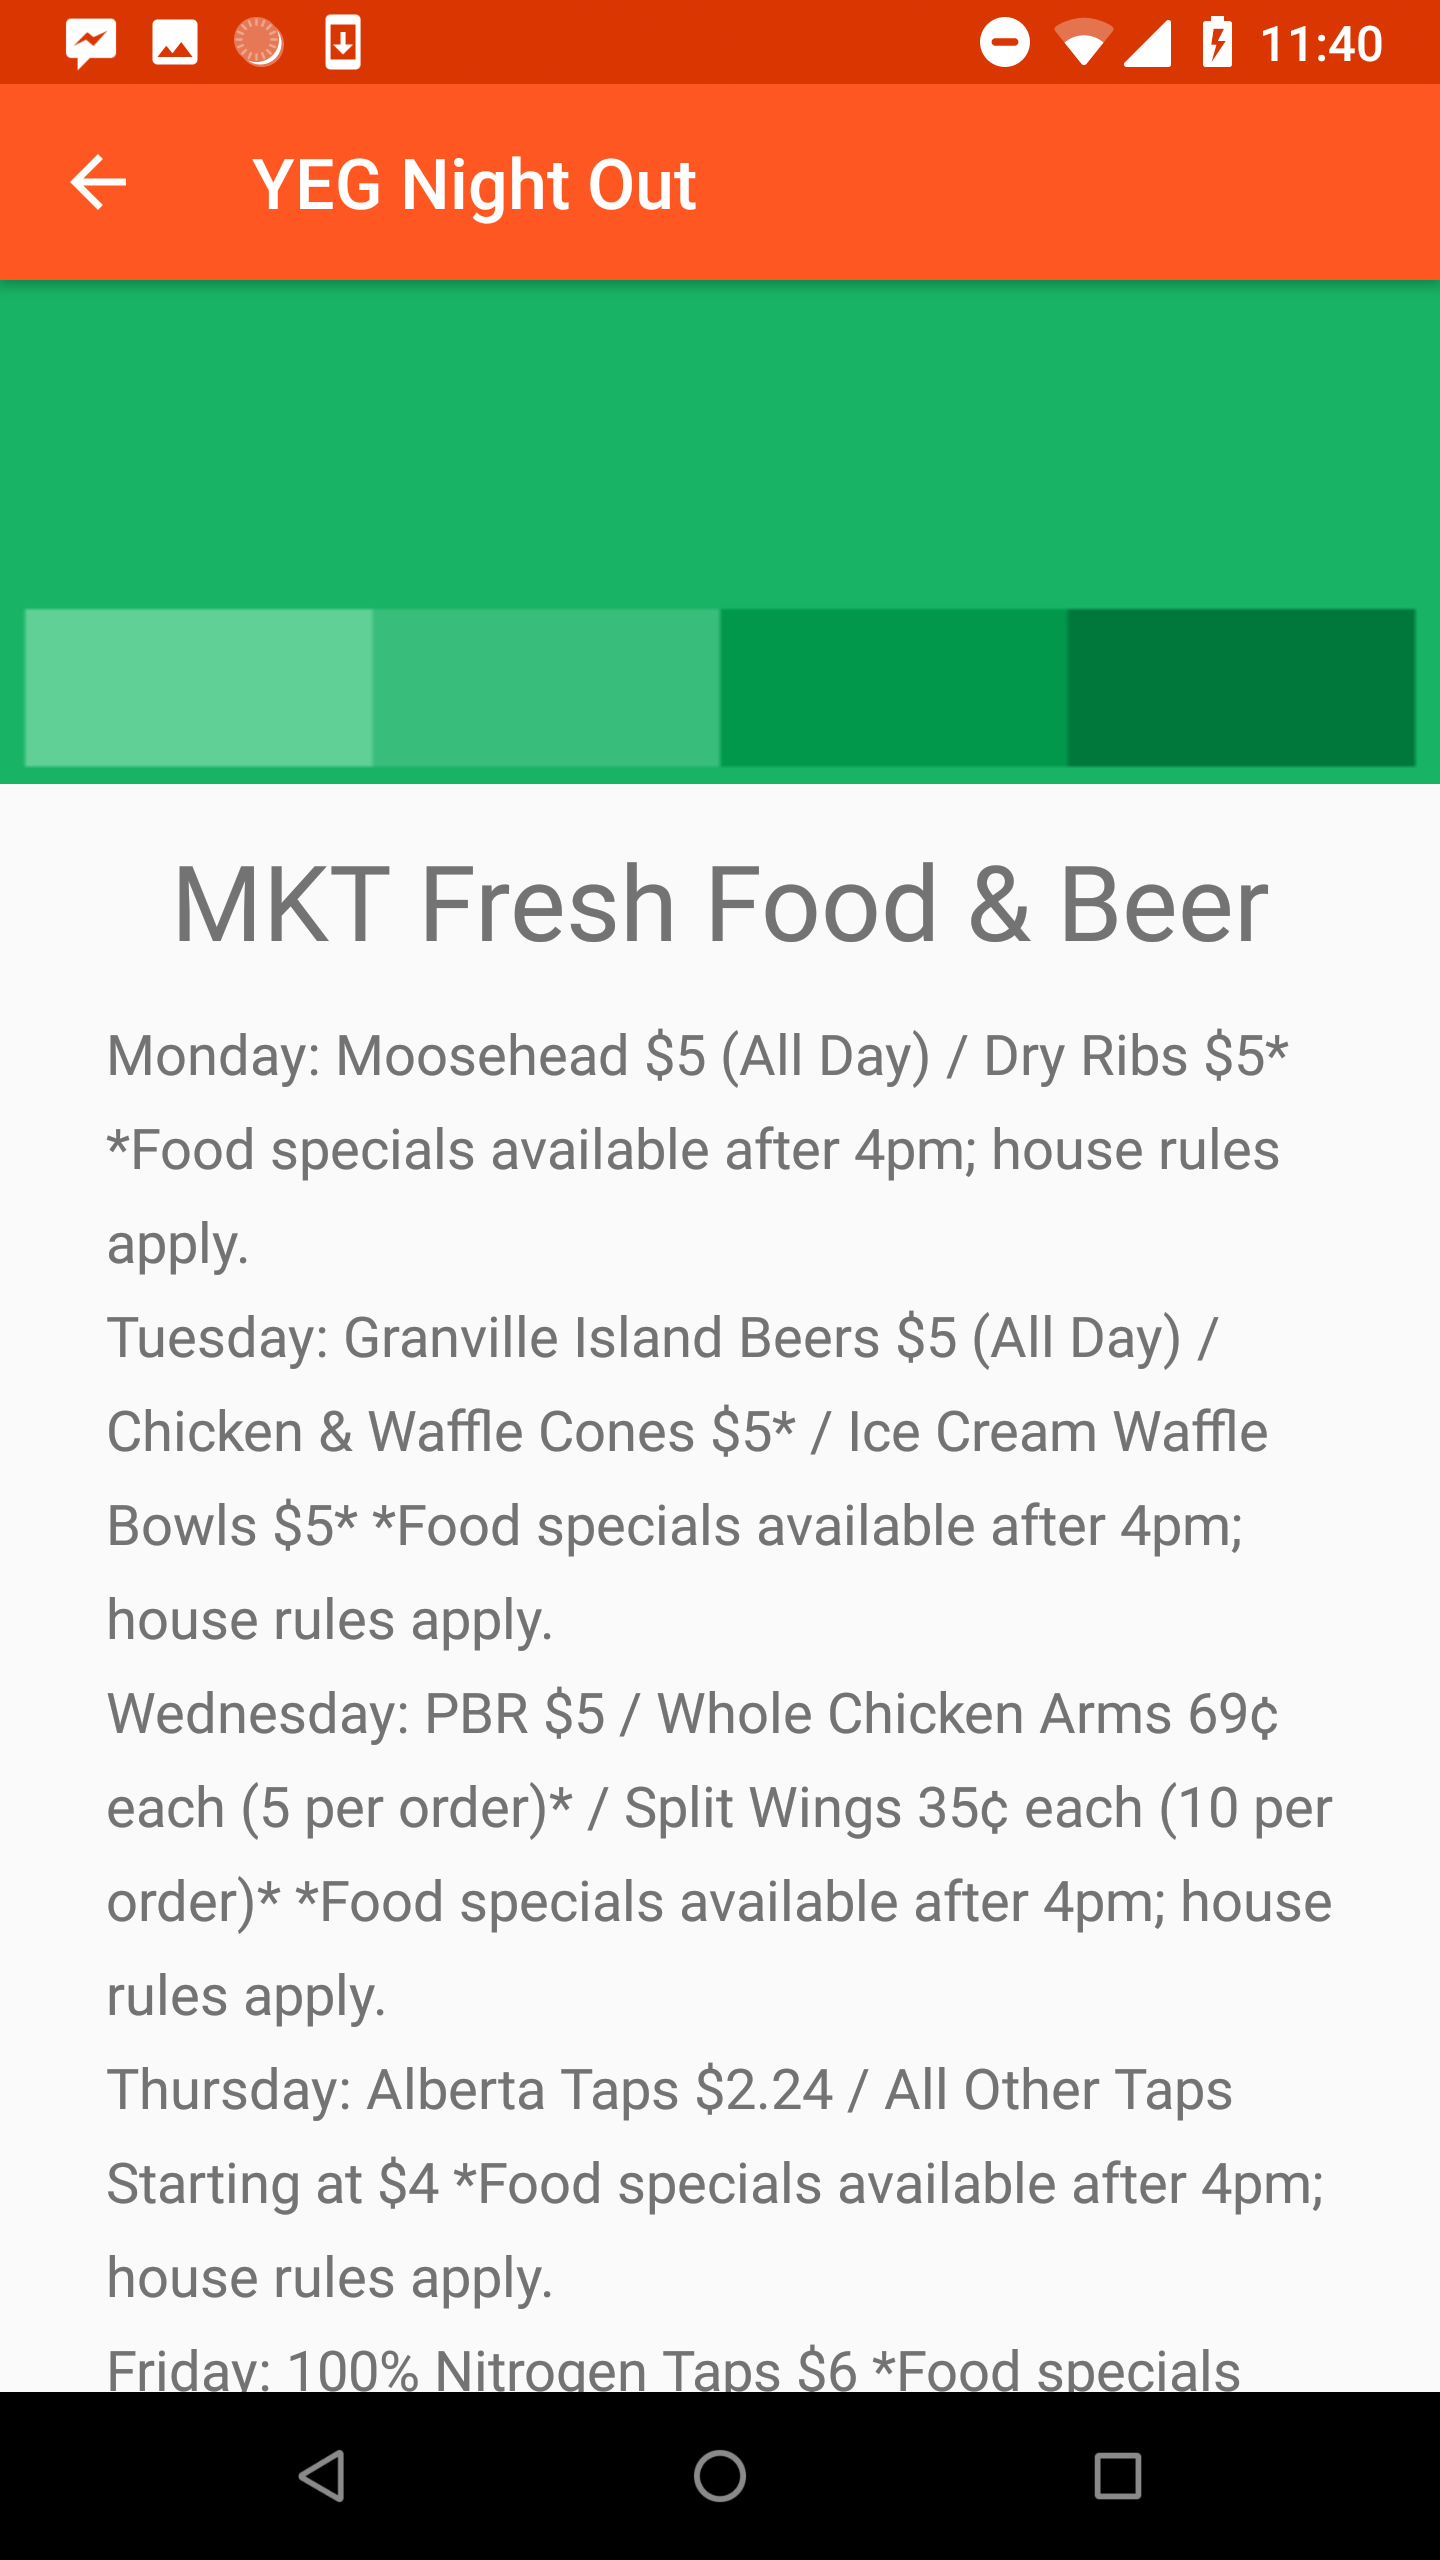 11:40
YEG Night Out
MKT Fresh Food & Beer
Monday: Moosehead $5 (All Day) / Dry Ribs $5*
*Food specials available after 4pm; house rules
apply.
Tuesday: Granville Island Beers $5 (All Day) /
Chicken & Waffle Cones $5* / Ice Cream Waffle
Bowls $5* *Food specials available after 4pm;
house rules apply.
Wednesday: PBR $5 / Whole Chicken Arms 69¢
each (5 per order)* / Split Wings 35¢ each (10 per
order)* *Food specials available after 4pm; house
rules apply.
Thursday: Alberta Taps $2.24 / All Other Taps
Starting at $4 *Food specials available after 4pm;
house rules apply.
Friday: 100% Nitrogen Taps $6 *Food specials